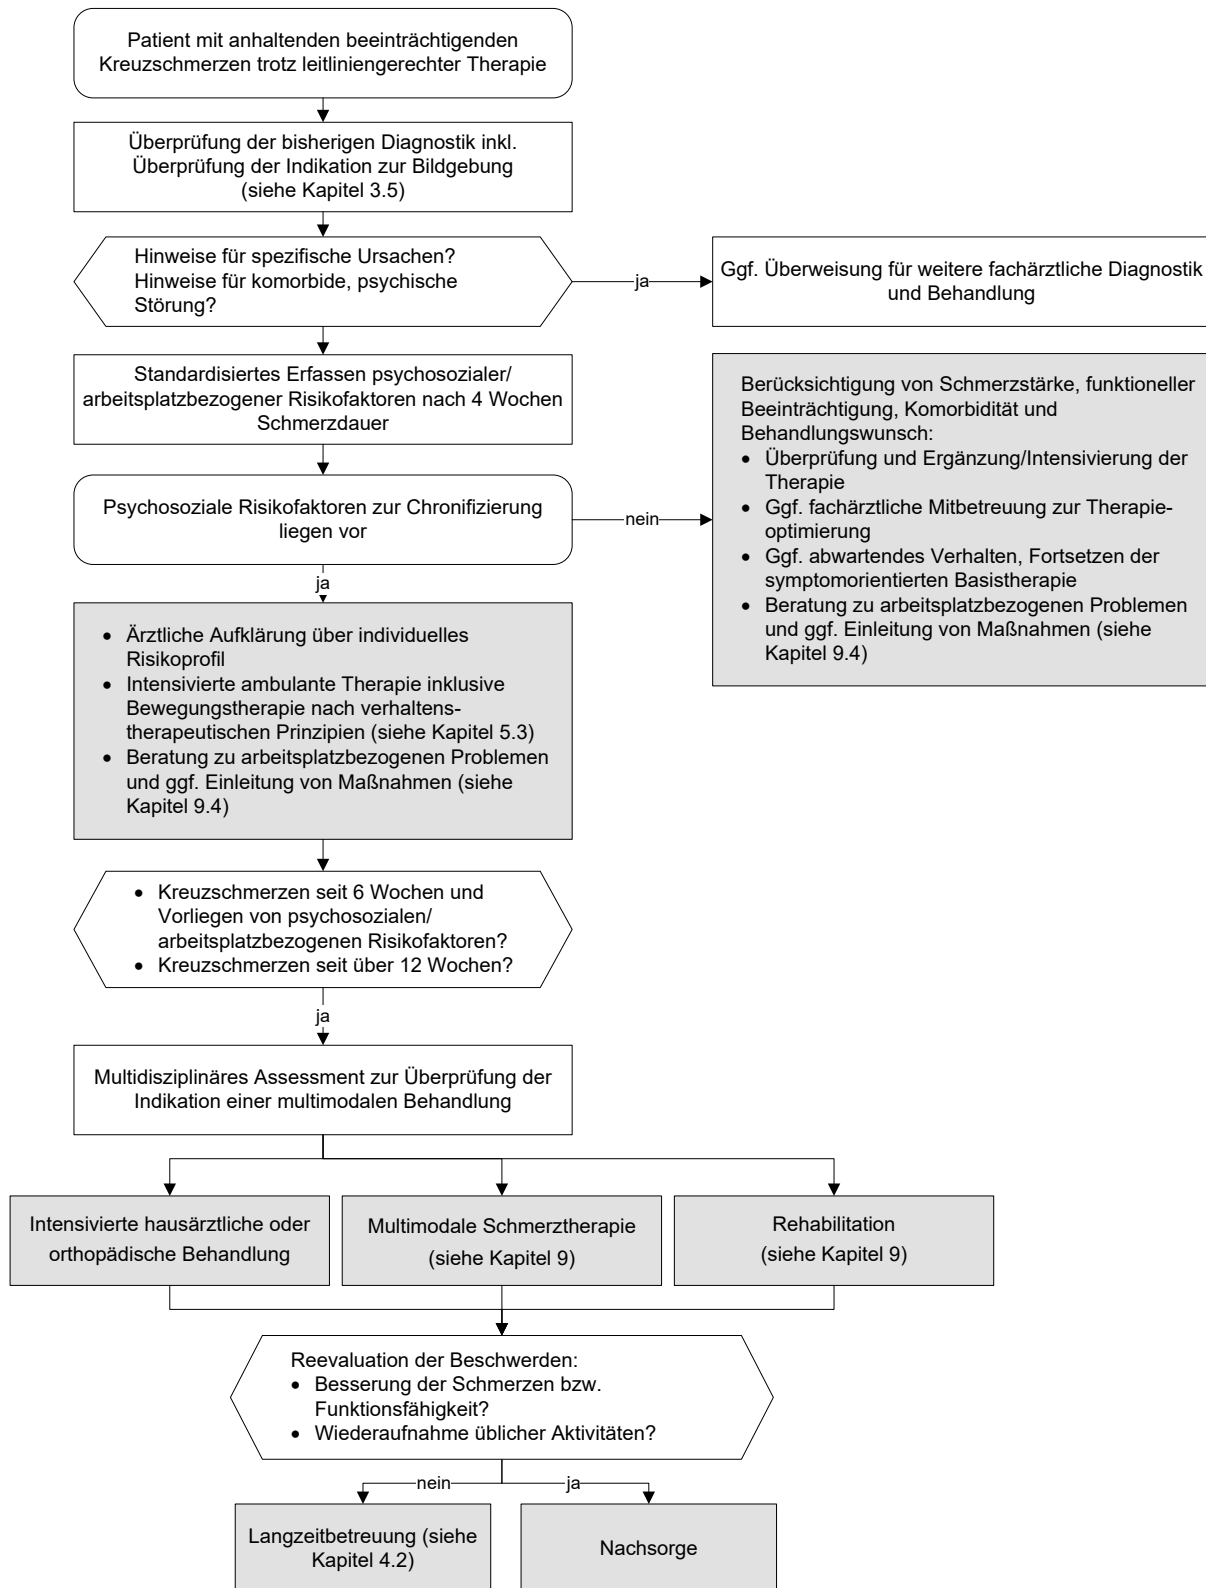 Patient mit anhaltenden beeinträchtigenden
Kreuzschmerzen trotz leitliniengerechter Therapie
Überprüfung der bisherigen Diagnostik inkl.
Überprüfung der Indikation zur Bildgebung
(siehe Kapitel 3.5)
Hinweise für spezifische Ursachen?
Hinweise für komorbide, psychische
Störung?
ja
Ggf. Überweisung für weitere fachärztliche Diagnostik
und Behandlung
Standardisiertes Erfassen psychosozialer/
arbeitsplatzbezogener Risikofaktoren nach 4 Wochen
Schmerzdauer
Psychosoziale Risikofaktoren zur Chronifizierung
liegen vor
nein
Berücksichtigung von Schmerzstärke, funktioneller
Beeinträchtigung, Komorbidität und
Behandlungswunsch:
• Überprüfung und Ergänzung/Intensivierung der
Therapie
• Ggf. fachärztliche Mitbetreuung zur Therapie-
optimierung
• Ggf. abwartendes Verhalten, Fortsetzen der
symptomorientierten Basistherapie
• Beratung zu arbeitsplatzbezogenen Problemen
und ggf. Einleitung von Maßnahmen (siehe
Kapitel 9.4)
ja
• Ärztliche Aufklärung über individuelles
Risikoprofil
• Intensivierte ambulante Therapie inklusive
Bewegungstherapie nach verhaltens-
therapeutischen Prinzipien (siehe Kapitel 5.3)
• Beratung zu arbeitsplatzbezogenen Problemen
und ggf. Einleitung von Maßnahmen (siehe
Kapitel 9.4)
• Kreuzschmerzen seit 6 Wochen und
Vorliegen von psychosozialen/
arbeitsplatzbezogenen Risikofaktoren?
• Kreuzschmerzen seit über 12 Wochen?
ja
Multidisziplinäres Assessment zur Überprüfung der
Indikation einer multimodalen Behandlung
Intensivierte hausärztliche oder
orthopädische Behandlung
Multimodale Schmerztherapie
(siehe Kapitel 9)
Rehabilitation
(siehe Kapitel 9)
Reevaluation der Beschwerden:
• Besserung der Schmerzen bzw.
Funktionsfähigkeit?
• Wiederaufnahme üblicher Aktivitäten?
nein
ja
Langzeitbetreuung (siehe
Kapitel 4.2)
Nachsorge